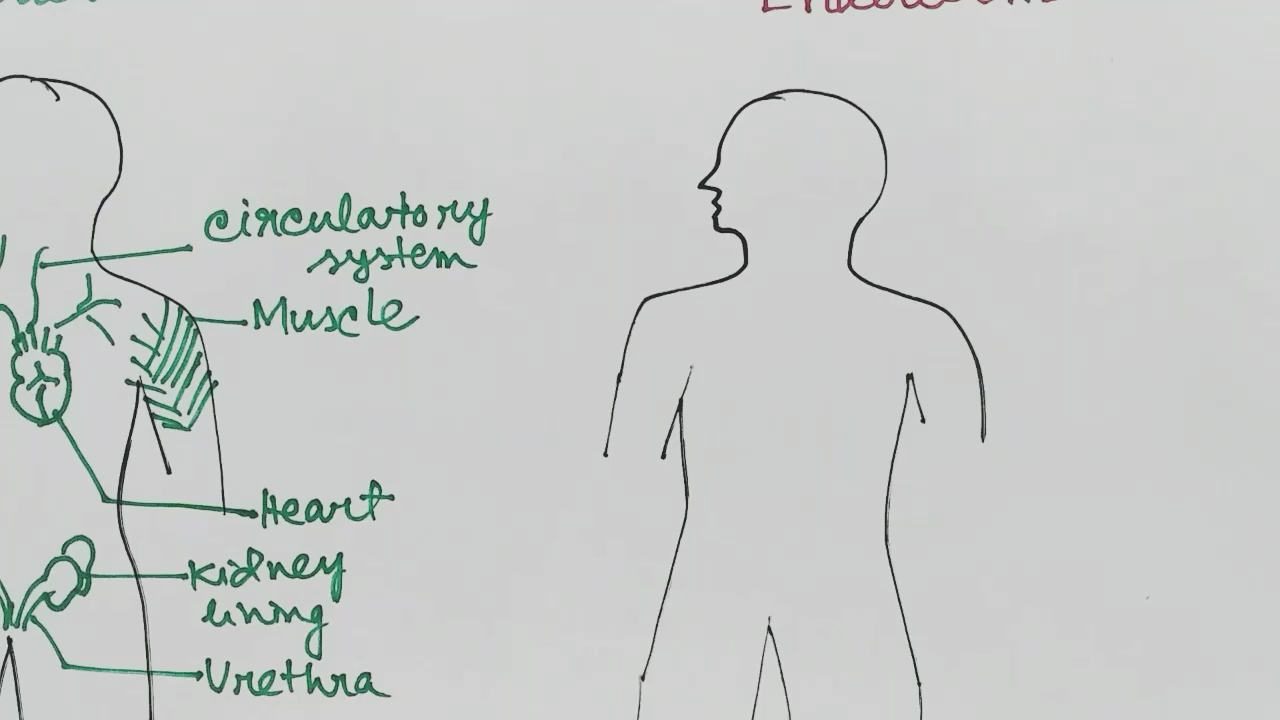 Circulatory
system
Muscle
Heart
Kidney
lining
Urethra